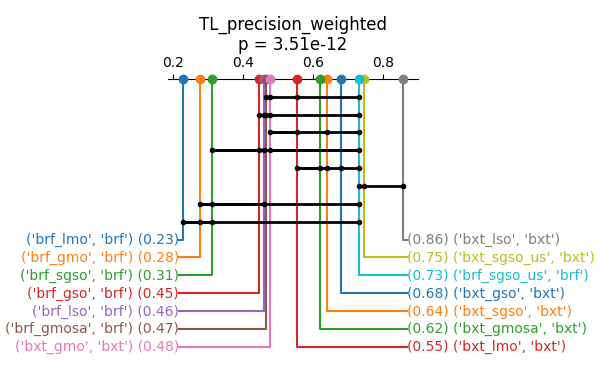 TL_precision_weighted
p = 3.51e-12
0.2 0.4 0.6 0.8
('brf_lmo', 'brf') (0.23)
('brf_gmo', 'brf') (0.28)
('brf_sgso', 'brf') (0.31)
('brf_gso', 'brf') (0.45)
('brf_lso', 'brf') (0.46)
('brf_gmosa', 'brf') (0.47)
('bxt_gmo', 'bxt') (0.48)
(0.86) ('bxt_lso', 'bxt')
(0.75) ('bxt_sgso_us', 'bxt')
(0.73) ('brf_sgso_us', 'brf')
(0.68) ('bxt_gso', 'bxt')
(0.64) ('bxt_sgso', 'bxt')
(0.62) ('bxt_gmosa', 'bxt')
(0.55) ('bxt_lmo', 'bxt')